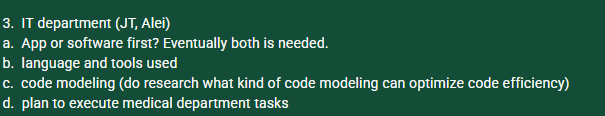 3. IT department (JT, Alei)
a. App or software first? Eventually both is needed.
b. language and tools used
c. code modeling (do research what kind of code modeling can optimize code efficiency)
d. plan to execute medical department tasks